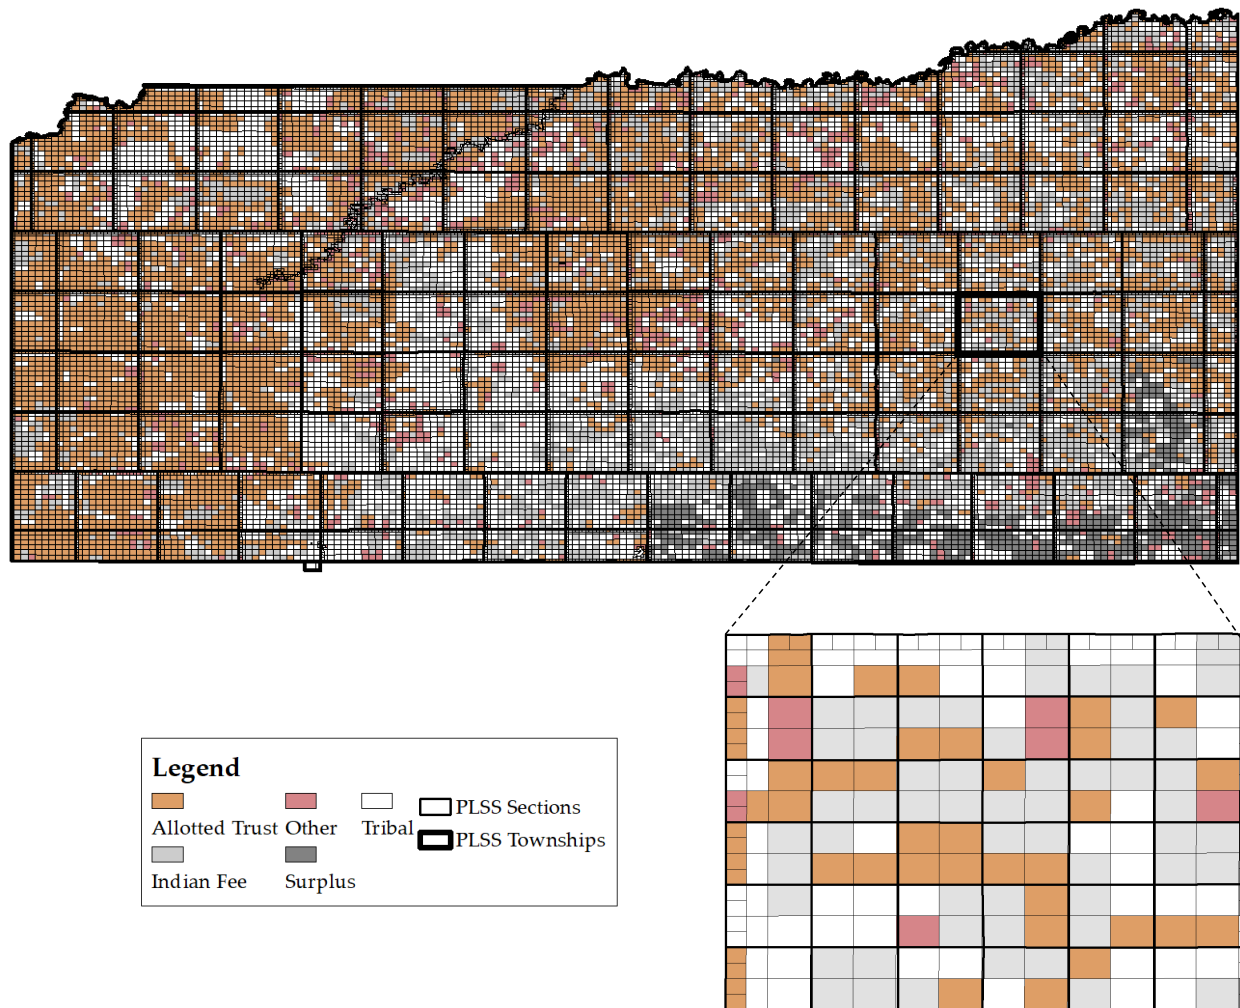 Legend
Allotted Trust Other Tribal
Indian Fee Surplus
PLSS Sections
PLSS Townships